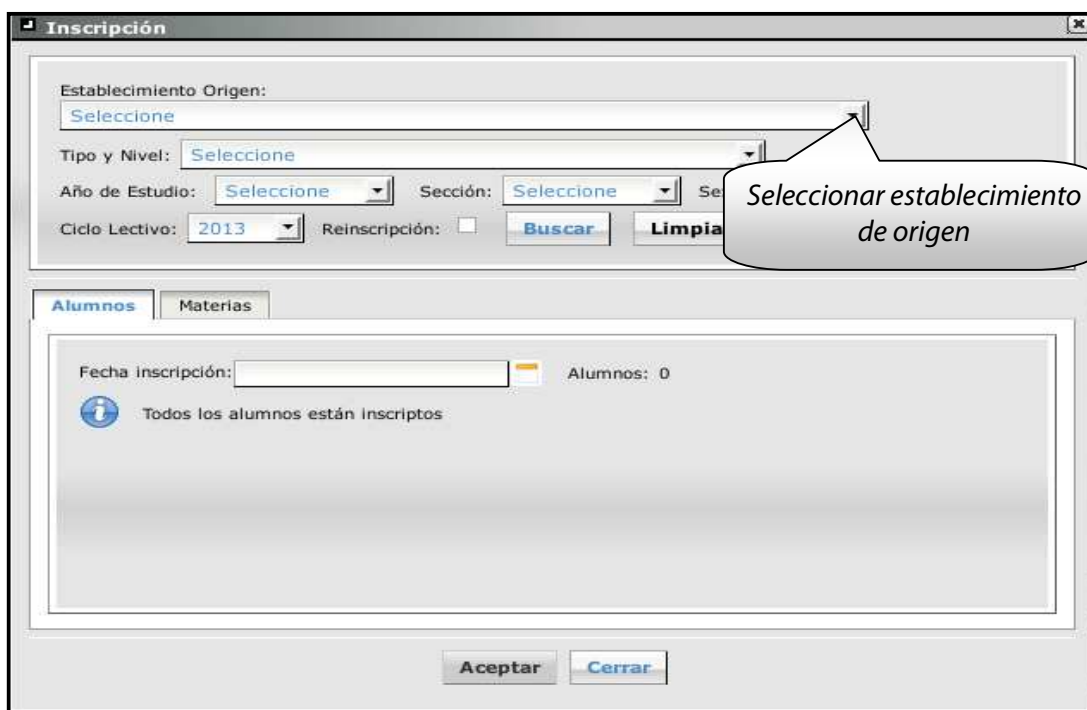 Inscripción
Establecimiento Origen:
Seleccione
Tipo y Nivel: Seleccione
Año de Estudio: Seleccione Sección: Seleccione
Ciclo Lectivo: 2013 Reinscripción: Buscar
Seleccionar establecimiento
de origen
Alumnos Materias
Fecha inscripción: Alumnos: 0
Todos los alumnos están inscriptos
Aceptar Cerrar